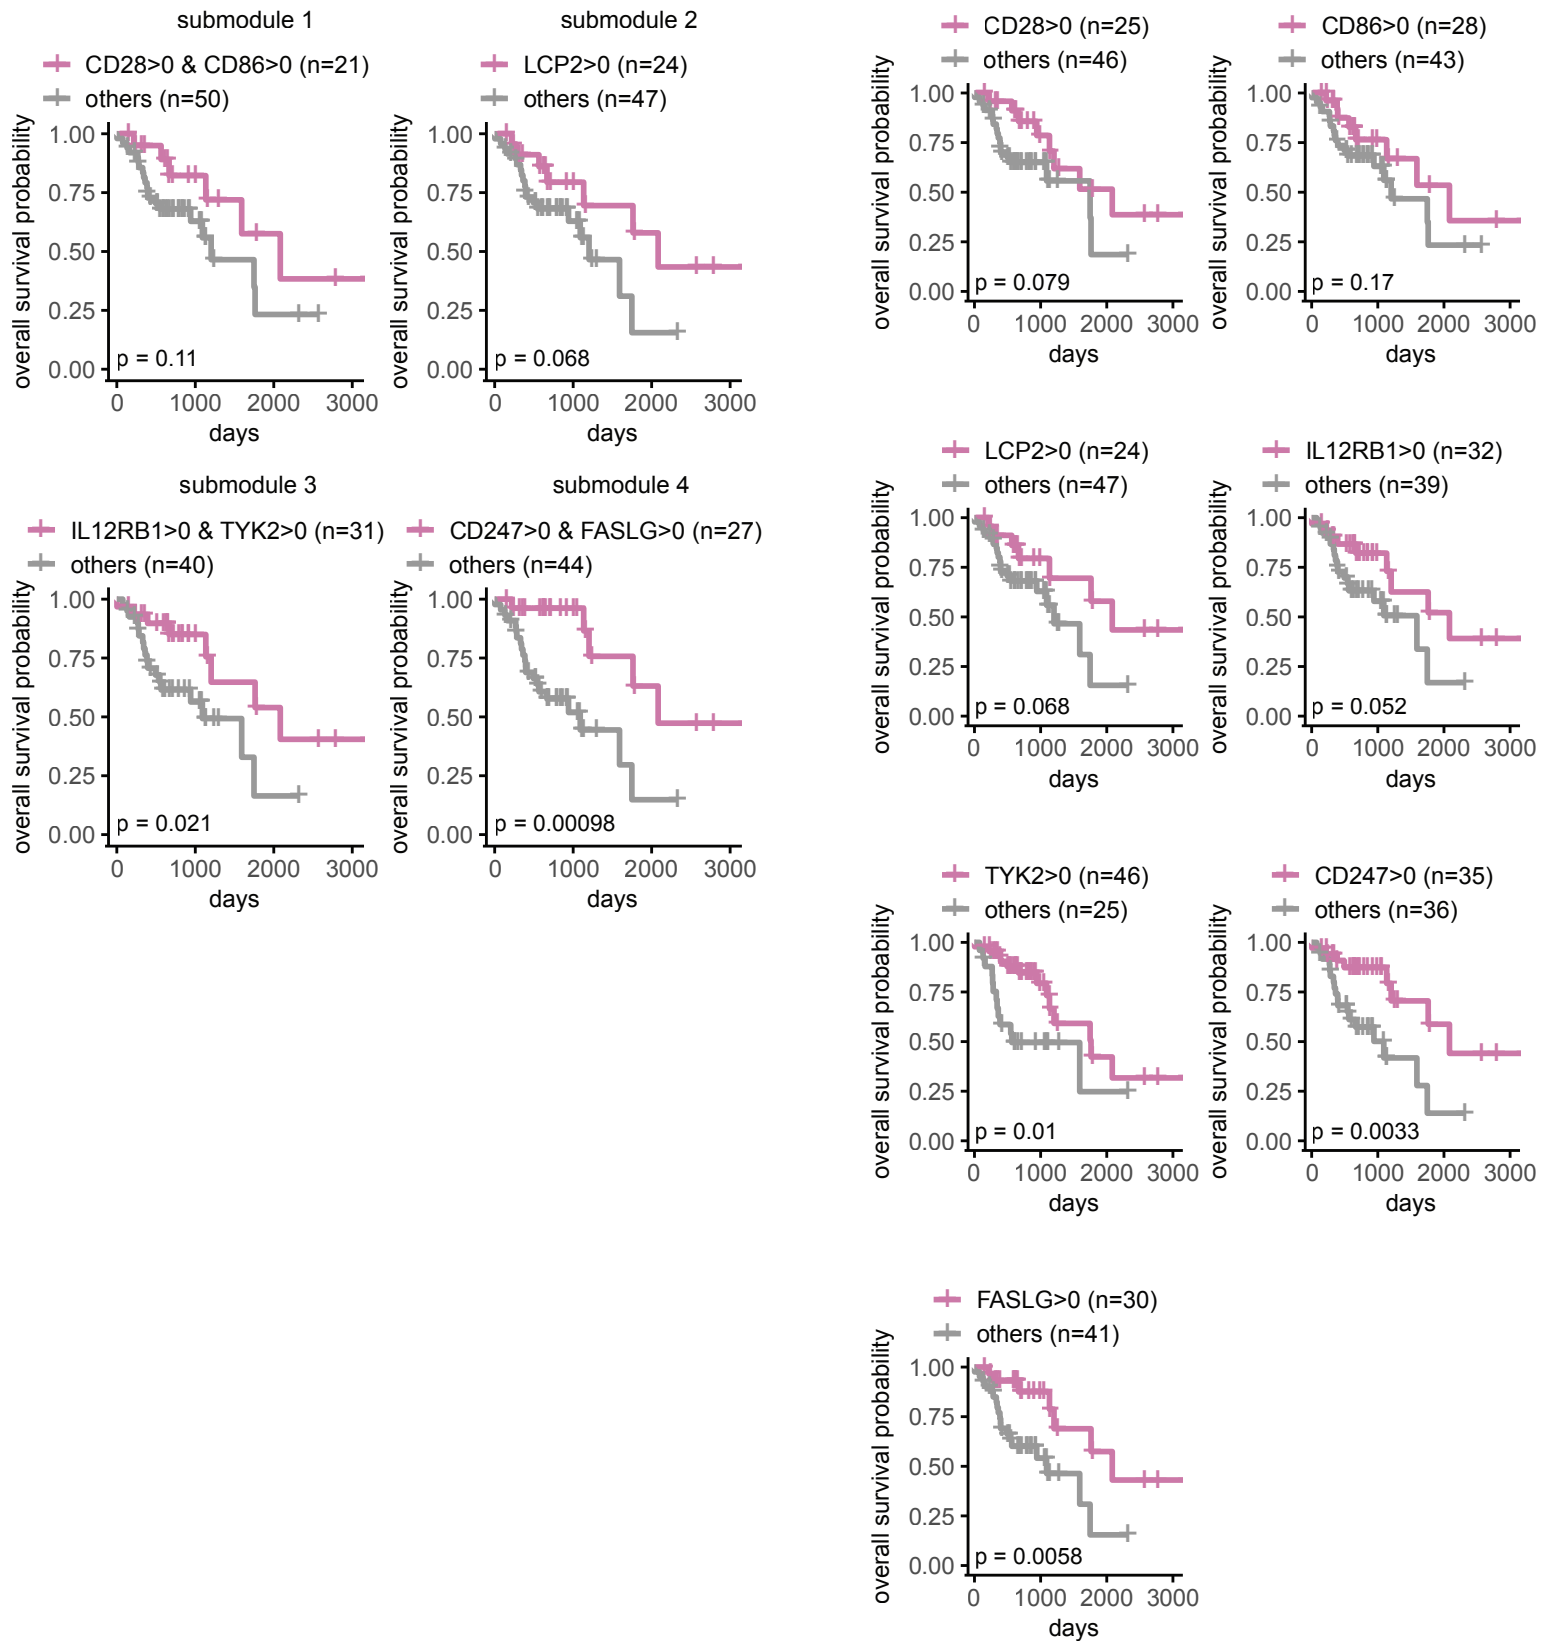 submodule 1
CD28>0 & CD86>0 (n=21)
others (n=50)
overall survival probability
1.00
0.75
0.50
0.25
0.00
p = 0.11
0 1000 2000 3000
days
submodule 2
LCP2>0 (n=24)
others (n=47)
overall survival probability
1.00
0.75
0.50
0.25
0.00
p = 0.068
0 1000 2000 3000
days
submodule 3
IL12RB1>0 & TYK2>0 (n=31)
others (n=40)
overall survival probability
1.00
0.75
0.50
0.25
0.00
p = 0.021
0 1000 2000 3000
days
submodule 4
CD247>0 & FASLG>0 (n=27)
others (n=44)
overall survival probability
1.00
0.75
0.50
0.25
0.00
p = 0.00098
0 1000 2000 3000
days
CD28>0 (n=25)
others (n=46)
overall survival probability
1.00
0.75
0.50
0.25
0.00
p = 0.079
0 1000 2000 3000
days
CD86>0 (n=28)
others (n=43)
overall survival probability
1.00
0.75
0.50
0.25
0.00
p = 0.17
0 1000 2000 3000
days
LCP2>0 (n=24)
others (n=47)
overall survival probability
1.00
0.75
0.50
0.25
0.00
p = 0.068
0 1000 2000 3000
days
IL12RB1>0 (n=32)
others (n=39)
overall survival probability
1.00
0.75
0.50
0.25
0.00
p = 0.052
0 1000 2000 3000
days
TYK2>0 (n=46)
others (n=25)
overall survival probability
1.00
0.75
0.50
0.25
0.00
p = 0.01
0 1000 2000 3000
days
CD247>0 (n=35)
others (n=36)
overall survival probability
1.00
0.75
0.50
0.25
0.00
p = 0.0033
0 1000 2000 3000
days
FASLG>0 (n=30)
others (n=41)
overall survival probability
1.00
0.75
0.50
0.25
0.00
p = 0.0058
0 1000 2000 3000
days